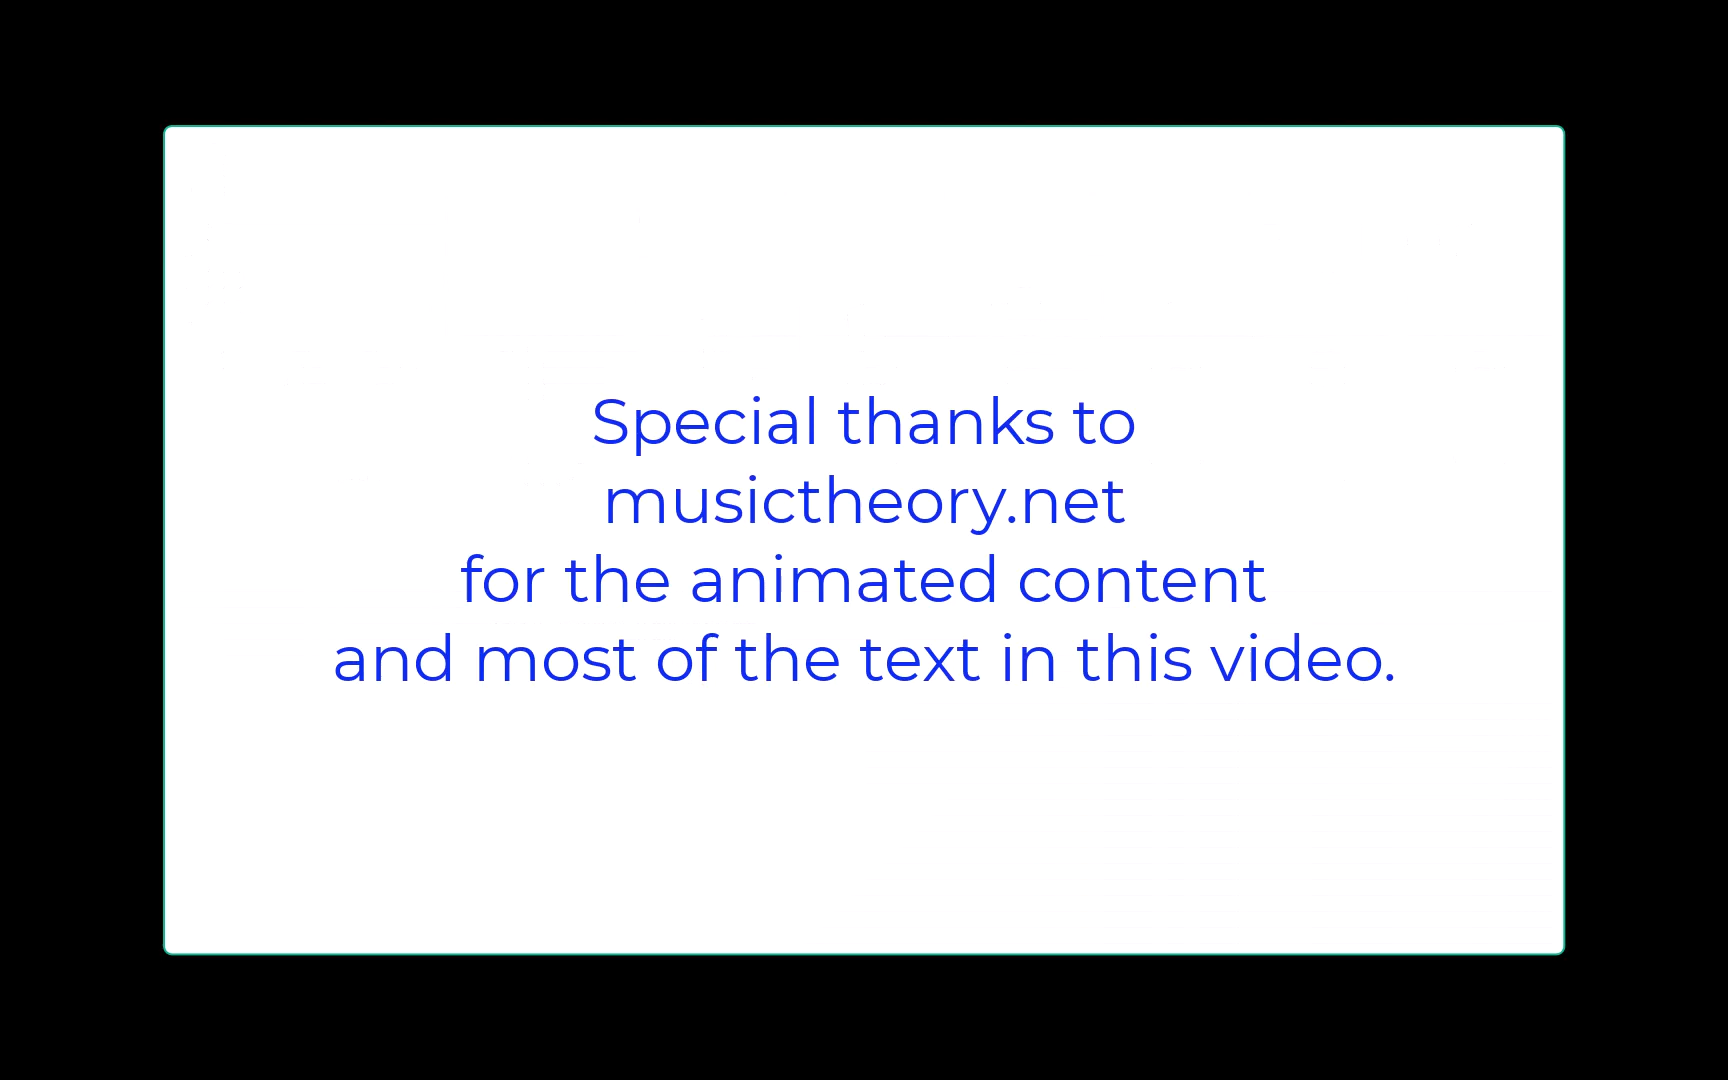 Special thanks to
musictheory.net
for the animated content
and most of the text in this video.